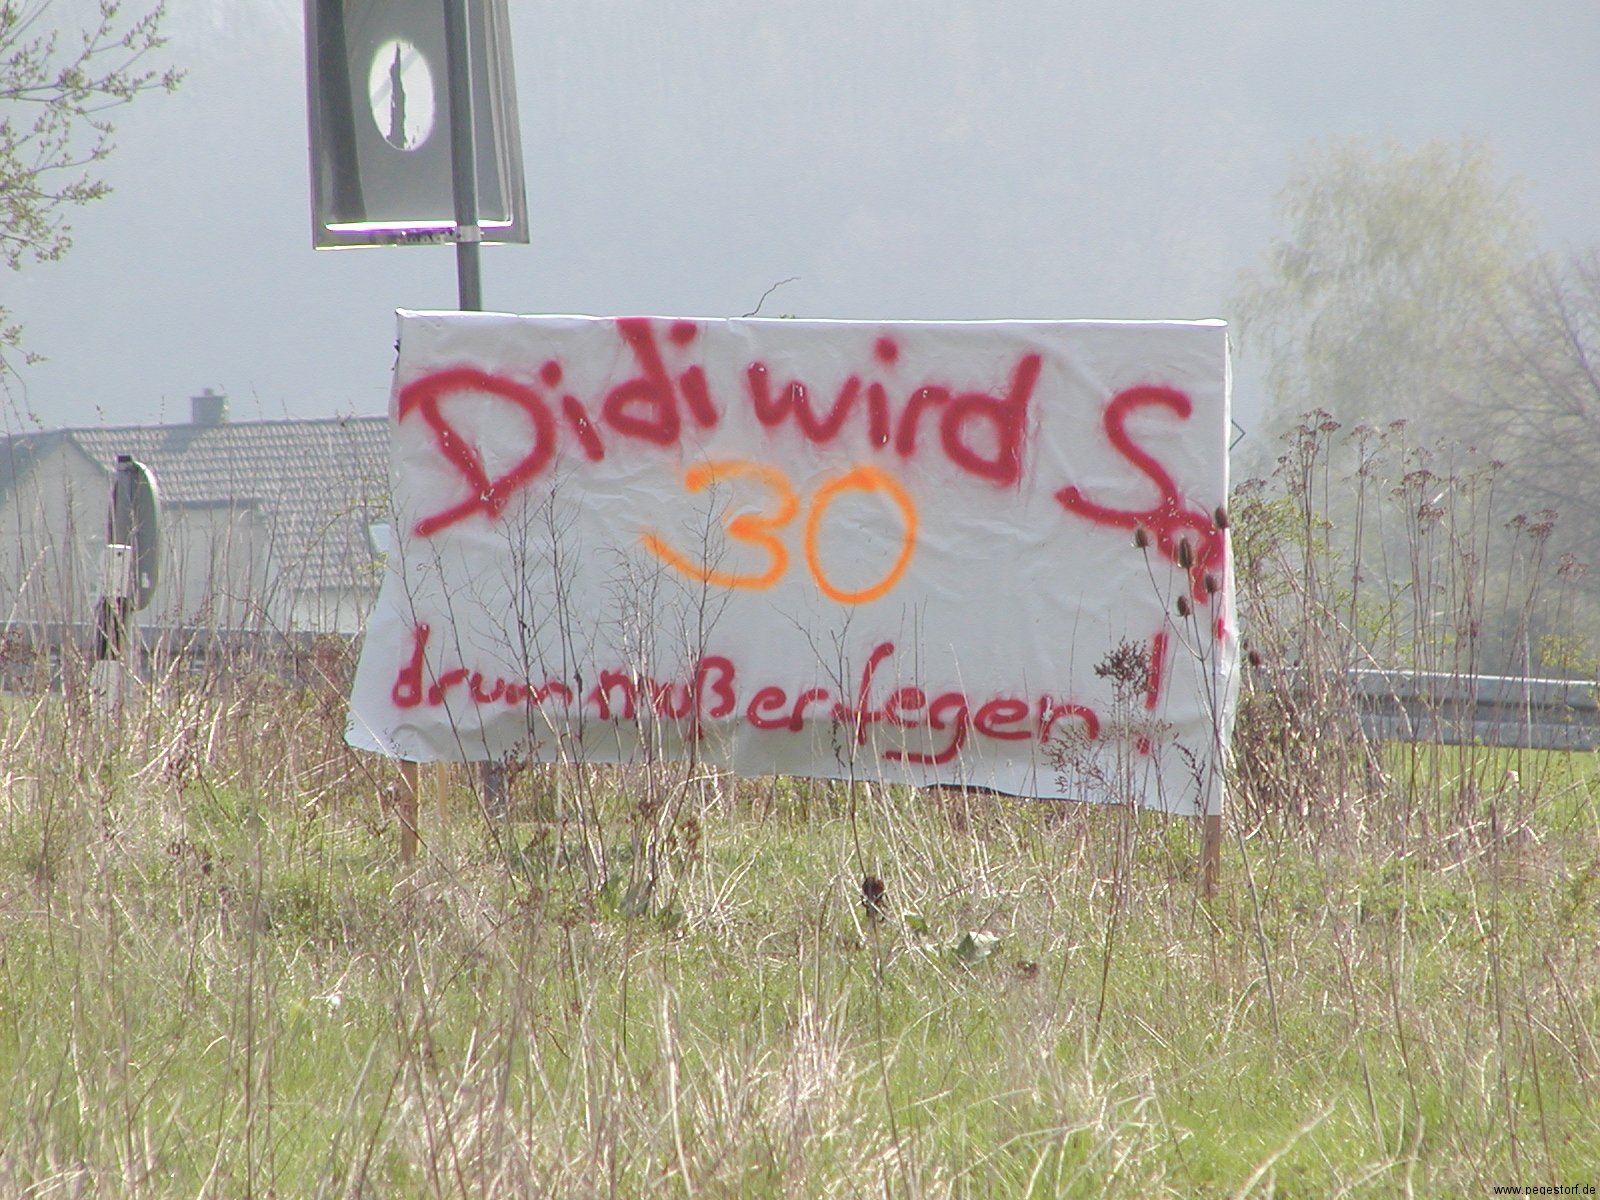 Didi wird
30
drum muß er fegen!
www.pegestorf.de